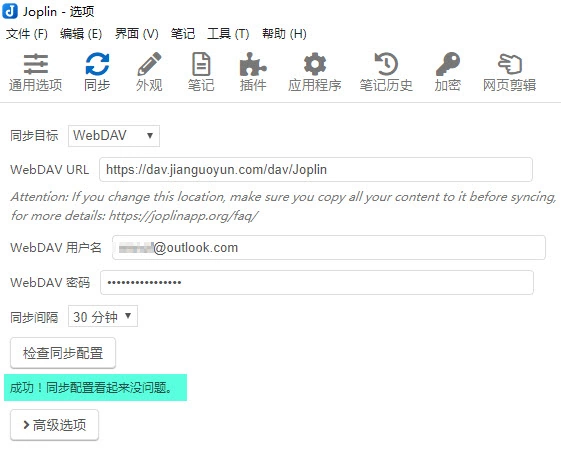 Joplin - 选项
文件 (F) 编辑 (E) 界面 (V) 笔记 工具 (T) 帮助 (H)
通用选项 同步 外观 笔记 插件 应用程序 笔记历史 加密 网页剪辑
同步目标 WebDAV
WebDAV URL https://dav.jianguoyun.com/dav/Joplin
Attention: If you change this location, make sure you copy all your content to it before syncing,
for more details: https://joplinapp.org/faq/
WebDAV 用户名 @outlook.com
WebDAV 密码 ••••••••••••••••
同步间隔 30 分钟
检查同步配置
成功！同步配置看起来没问题。
高级选项